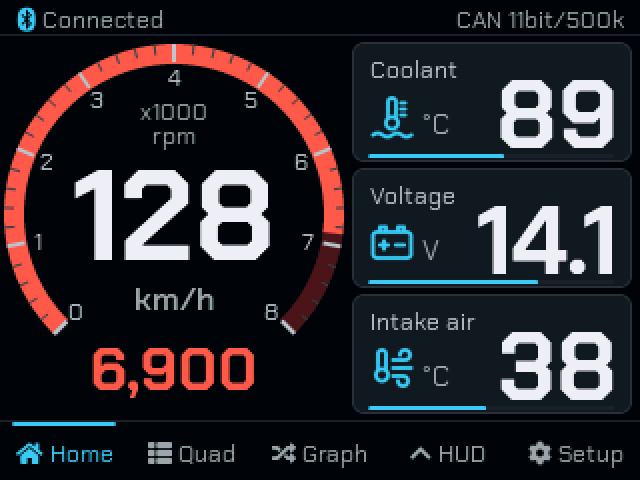 Connected
CAN 11bit/500k
0
1
2
3
4
5
6
7
8
x1000
rpm
128
km/h
6,900
Coolant
°C
89
Voltage
V
14.1
Intake air
°C
38
Home
Quad
Graph
HUD
Setup